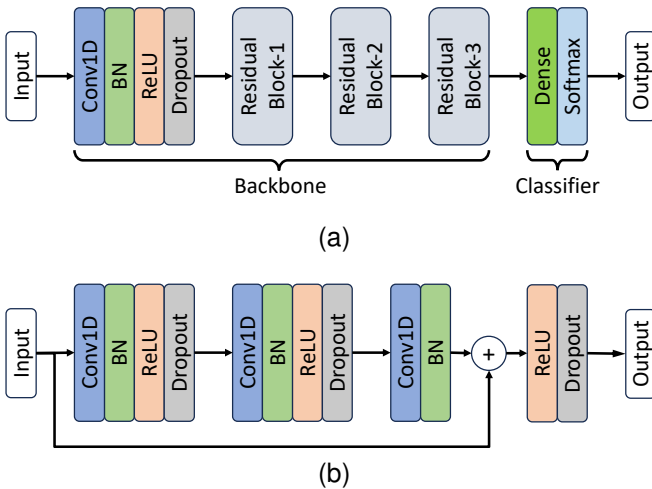 Input
Conv1D
BN
ReLU
Dropout
Residual
Block-1
Residual
Block-2
Residual
Block-3
Dense
Softmax
Output
Backbone
Classifier
(a)
Input
Conv1D
BN
ReLU
Dropout
Conv1D
BN
ReLU
Dropout
Conv1D
BN
+
ReLU
Dropout
Output
(b)